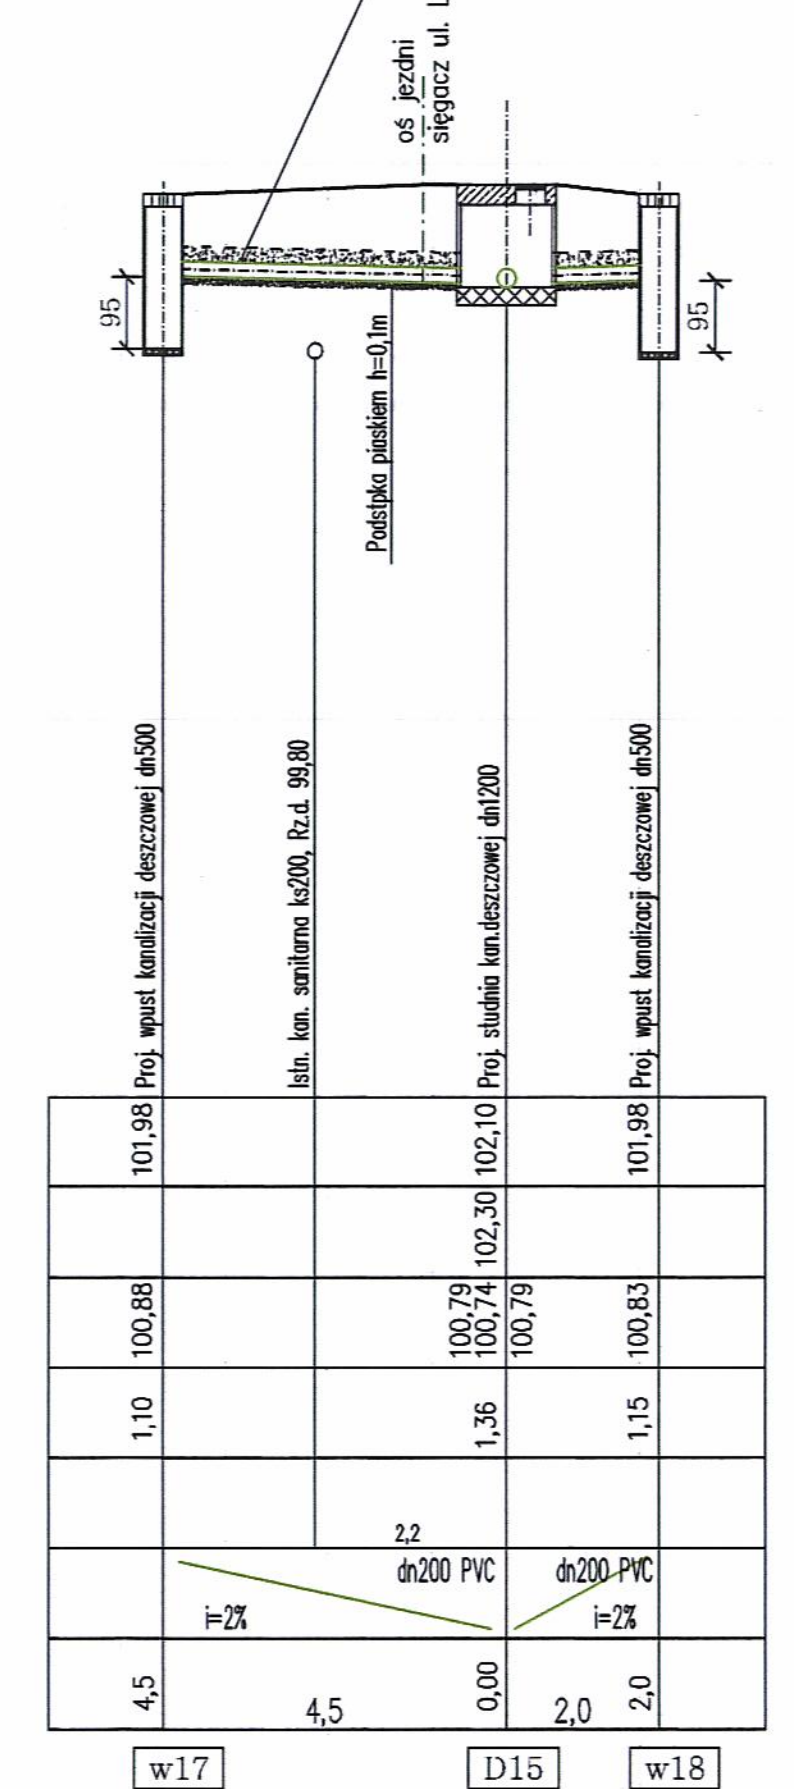 oś jezdni
sięgacz ul.
95
95
Podstpka piaskiem h=0,1m
Proj. wpust kanalizacji deszczowej dn500
Istn. kan. sanitarna ks200, Rz.d. 99,80
Proj. studnia kan.deszczowej dn1200
Proj. wpust kanalizacji deszczowej dn500
101,98
102,10
101,98
102,30
100,88
100,79
100,74
100,79
100,83
1,10
1,36
1,15
2,2
dn200 PVC
dn200 PVC
i=2%
i=2%
4,5
4,5
0,00
2,0
2,0
w17
D15
w18